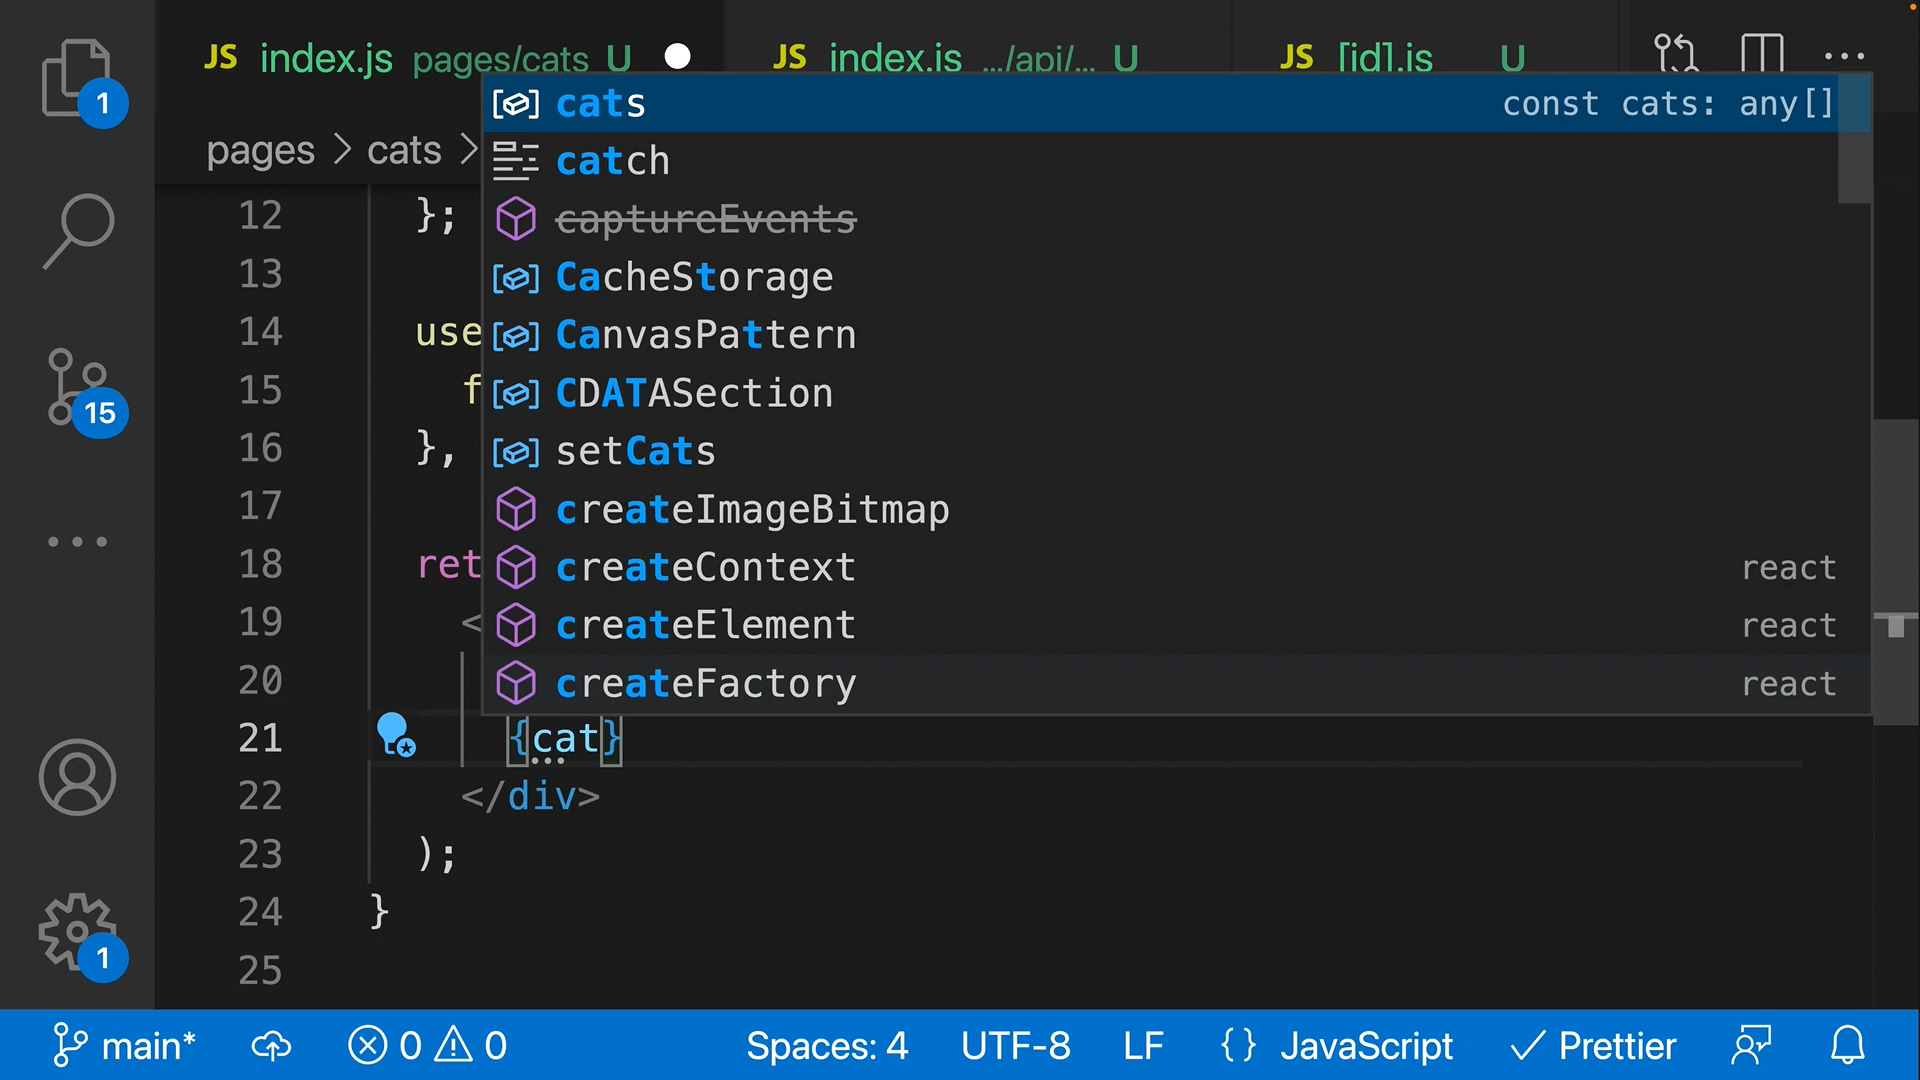 JS index.js pages/cats U
JS index.js .../api/... U
JS [id].js U
pages > cats >
cats const cats: any[]
catch
captureEvents
CacheStorage
CanvasPattern
CDATASection
setCats
createImageBitmap
createContext react
createElement react
createFactory react
12 };
13
14 use
15 f
16 },
17
18 ret
19 <
20
21 {cat}
22 </div>
23 );
24 }
25
1
15
1
main* 0 0 Spaces: 4 UTF-8 LF {} JavaScript Prettier